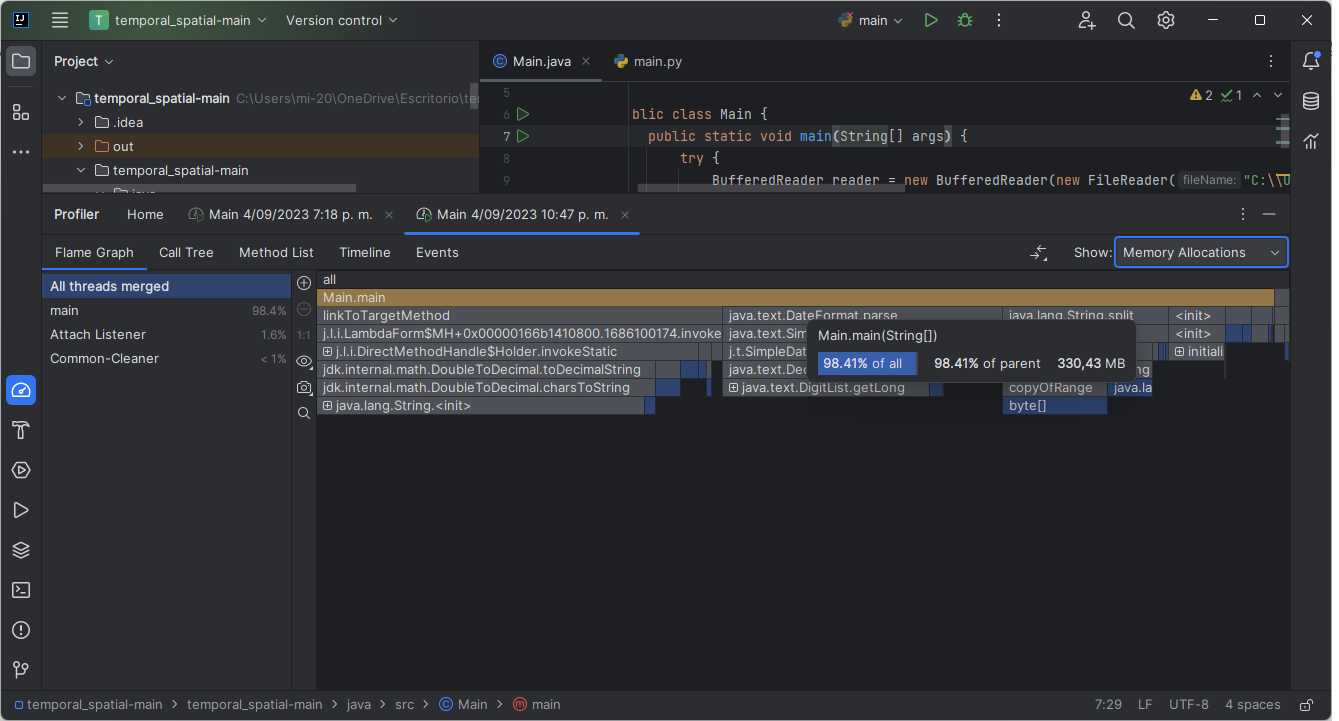 T temporal_spatial-main Version control main
Project
temporal_spatial-main C:\Users\mi-20\OneDrive\Escritorio\te
.idea
out
temporal_spatial-main
Main.java main.py
5
6 blic class Main {
7 public static void main(String[] args) {
8 try {
9 BufferedReader reader = new BufferedReader(new FileReader( fileName: "C:\\U
2 1
Profiler Home Main 4/09/2023 7:18 p. m. Main 4/09/2023 10:47 p. m.
Flame Graph Call Tree Method List Timeline Events Show: Memory Allocations
All threads merged
main 98.4%
Attach Listener 1.6%
Common-Cleaner < 1%
1:1
all
Main.main
linkToTargetMethod java.text.DateFormat.parse java.lang.String.split <init>
j.l.i.LambdaForm$MH+0x00000166b1410800.1686100174.invoke java.text.Sim <init>
j.l.i.DirectMethodHandle$Holder.invokeStatic j.t.SimpleDat initiali
jdk.internal.math.DoubleToDecimal.toDecimalString java.text.Dec ng
jdk.internal.math.DoubleToDecimal.charsToString java.text.DigitList.getLong copyOfRange java.la
java.lang.String.<init> byte[]
Main.main(String[])
98.41% of all 98.41% of parent 330,43 MB
temporal_spatial-main temporal_spatial-main java src Main main 7:29 LF UTF-8 4 spaces